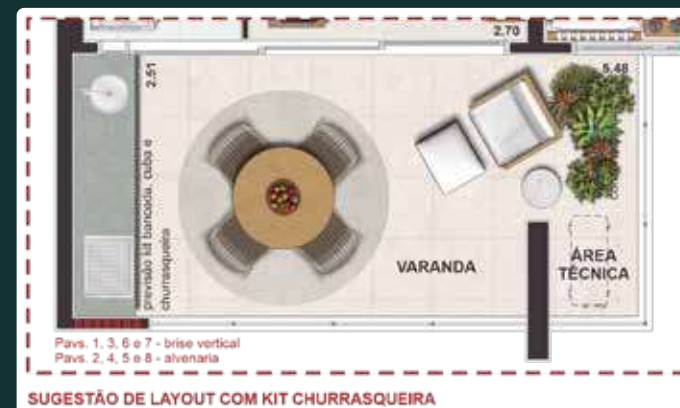 2.70
2.51
5.48
previsão kit bancada, cuba e
churrasqueira
VARANDA
ÁREA
TÉCNICA
Pavs. 1, 3, 6 e 7 - brise vertical
Pavs. 2, 4, 5 e 8 - alvenaria
SUGESTÃO DE LAYOUT COM KIT CHURRASQUEIRA